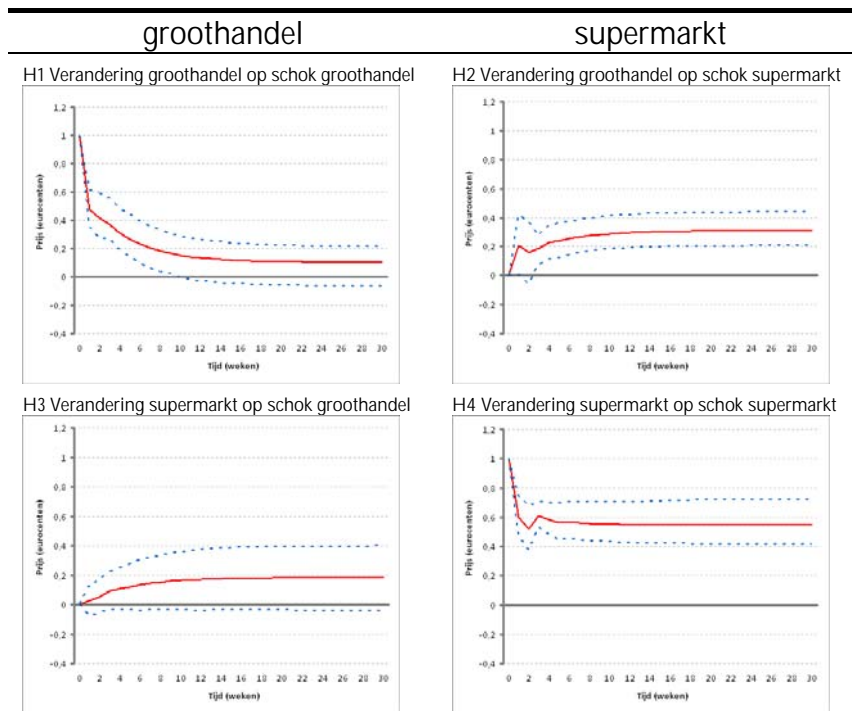 groothandel supermarkt
H1 Verandering groothandel op schok groothandel
1,2
1
0,8
0,6
0,4
0,2
0
-0,2
-0,4
Prijs (eurocenten)
0 2 4 6 8 10 12 14 16 18 20 22 24 26 28 30
Tijd (weken)
H2 Verandering groothandel op schok supermarkt
1,2
1
0,8
0,6
0,4
0,2
0
-0,2
-0,4
Prijs (eurocenten)
0 2 4 6 8 10 12 14 16 18 20 22 24 26 28 30
Tijd (weken)
H3 Verandering supermarkt op schok groothandel
1,2
1
0,8
0,6
0,4
0,2
0
-0,2
-0,4
Prijs (eurocenten)
0 2 4 6 8 10 12 14 16 18 20 22 24 26 28 30
Tijd (weken)
H4 Verandering supermarkt op schok supermarkt
1,2
1
0,8
0,6
0,4
0,2
0
-0,2
-0,4
Prijs (eurocenten)
0 2 4 6 8 10 12 14 16 18 20 22 24 26 28 30
Tijd (weken)